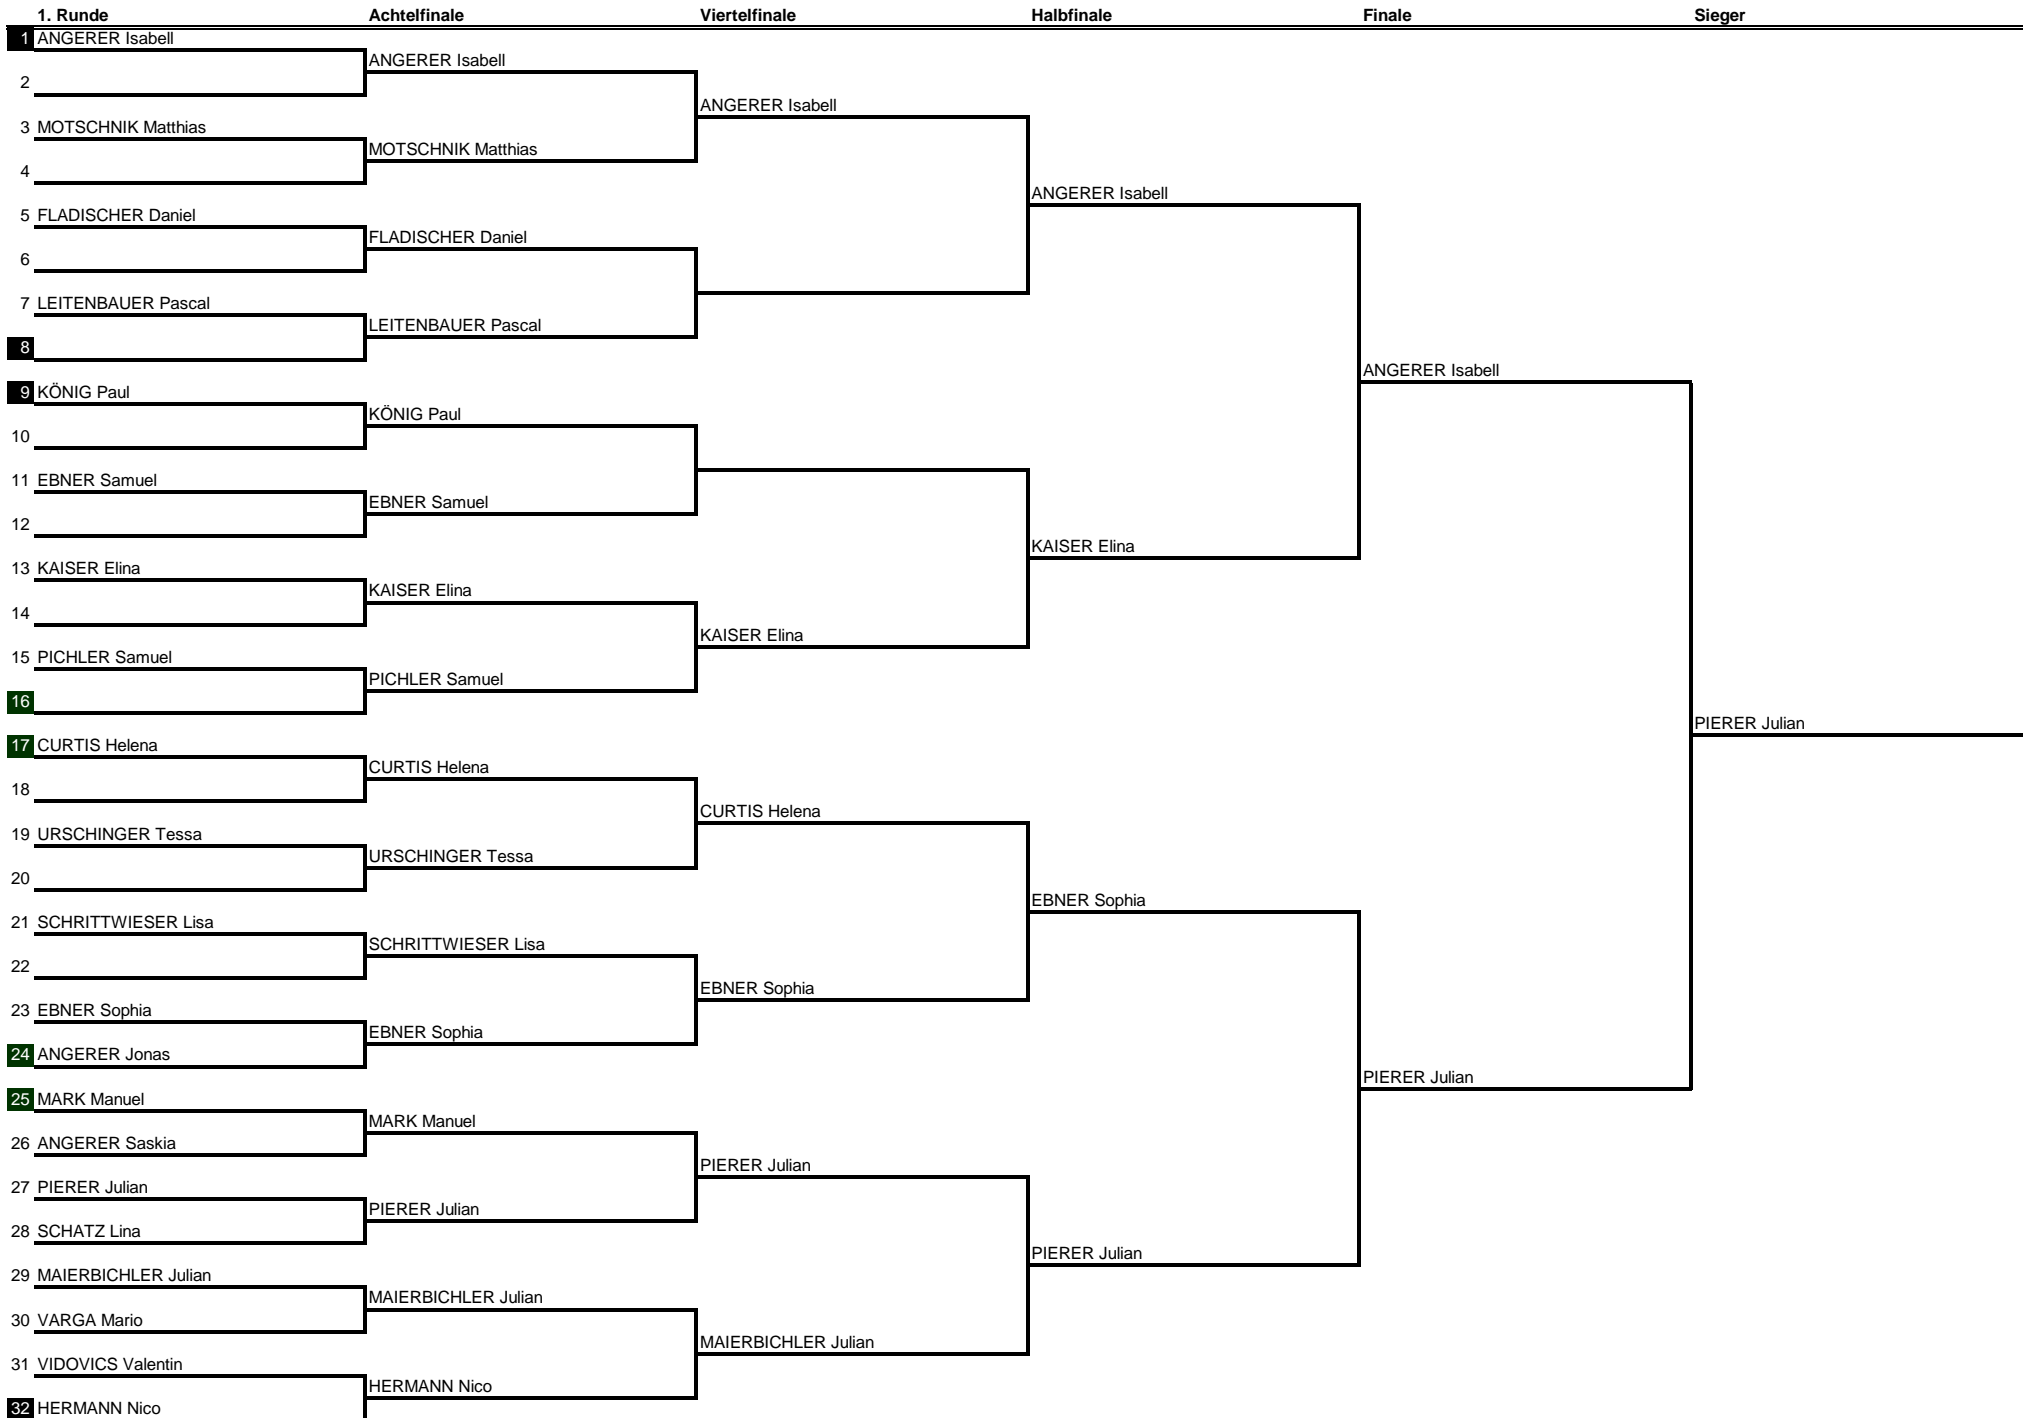 1. Runde Achtelfinale Viertelfinale Halbfinale Finale Sieger
1 ANGERER Isabell
ANGERER Isabell
2
ANGERER Isabell
3 MOTSCHNIK Matthias
MOTSCHNIK Matthias
4
ANGERER Isabell
5 FLADISCHER Daniel
FLADISCHER Daniel
6
7 LEITENBAUER Pascal
LEITENBAUER Pascal
8
ANGERER Isabell
9 KÖNIG Paul
KÖNIG Paul
10
11 EBNER Samuel
EBNER Samuel
12
KAISER Elina
13 KAISER Elina
KAISER Elina
14
KAISER Elina
15 PICHLER Samuel
PICHLER Samuel
16
PIERER Julian
17 CURTIS Helena
CURTIS Helena
18
CURTIS Helena
19 URSCHINGER Tessa
URSCHINGER Tessa
20
EBNER Sophia
21 SCHRITTWIESER Lisa
SCHRITTWIESER Lisa
22
EBNER Sophia
23 EBNER Sophia
EBNER Sophia
24 ANGERER Jonas
PIERER Julian
25 MARK Manuel
MARK Manuel
26 ANGERER Saskia
PIERER Julian
27 PIERER Julian
PIERER Julian
28 SCHATZ Lina
PIERER Julian
29 MAIERBICHLER Julian
MAIERBICHLER Julian
30 VARGA Mario
MAIERBICHLER Julian
31 VIDOVICS Valentin
HERMANN Nico
32 HERMANN Nico